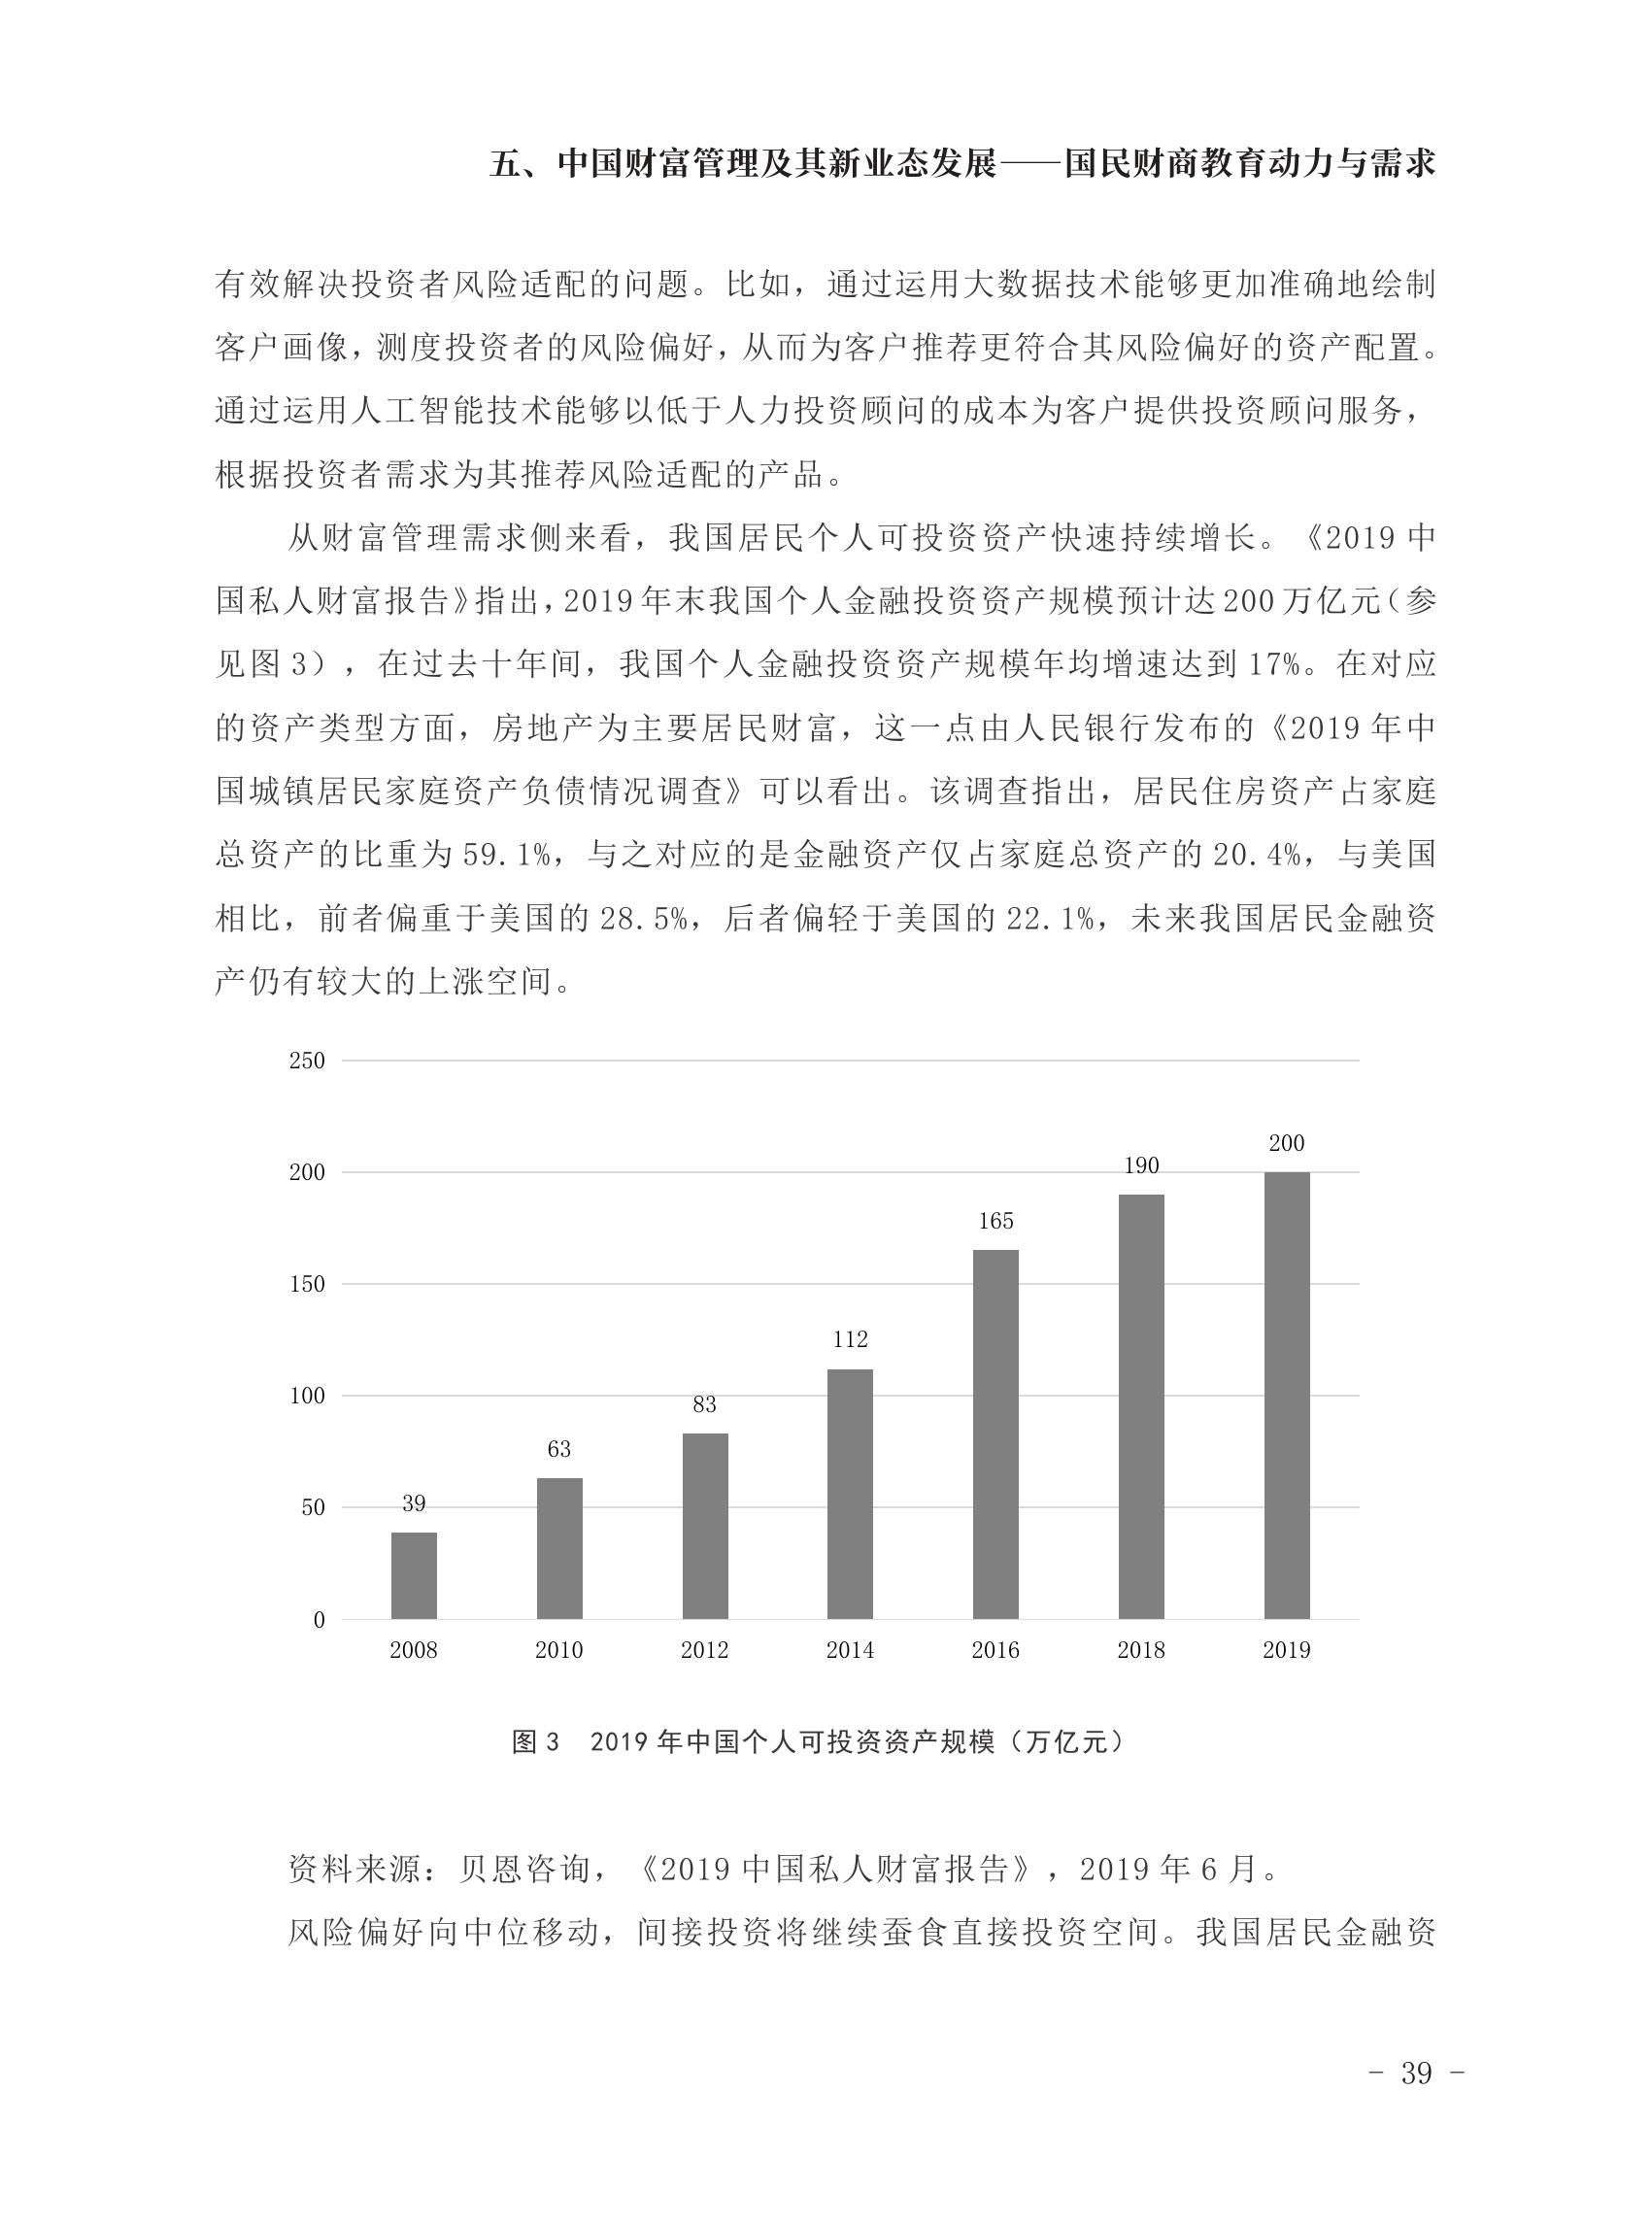 五、中国财富管理及其新业态发展——国民财商教育动力与需求
有效解决投资者风险适配的问题。比如，通过运用大数据技术能够更加准确地绘制
客户画像，测度投资者的风险偏好，从而为客户推荐更符合其风险偏好的资产配置。
通过运用人工智能技术能够以低于人力投资顾问的成本为客户提供投资顾问服务，
根据投资者需求为其推荐风险适配的产品。
从财富管理需求侧来看，我国居民个人可投资资产快速持续增长。《2019 中
国私人财富报告》指出，2019 年末我国个人金融投资资产规模预计达 200 万亿元（参
见图 3），在过去十年间，我国个人金融投资资产规模年均增速达到 17%。在对应
的资产类型方面，房地产为主要居民财富，这一点由人民银行发布的《2019 年中
国城镇居民家庭资产负债情况调查》可以看出。该调查指出，居民住房资产占家庭
总资产的比重为 59.1%，与之对应的是金融资产仅占家庭总资产的 20.4%，与美国
相比，前者偏重于美国的 28.5%，后者偏轻于美国的 22.1%，未来我国居民金融资
产仍有较大的上涨空间。
250
200
150
100
50
0
39
63
83
112
165
190
200
2008 2010 2012 2014 2016 2018 2019
图 3 2019 年中国个人可投资资产规模（万亿元）
资料来源：贝恩咨询，《2019 中国私人财富报告》，2019 年 6 月。
风险偏好向中位移动，间接投资将继续蚕食直接投资空间。我国居民金融资
- 39 -